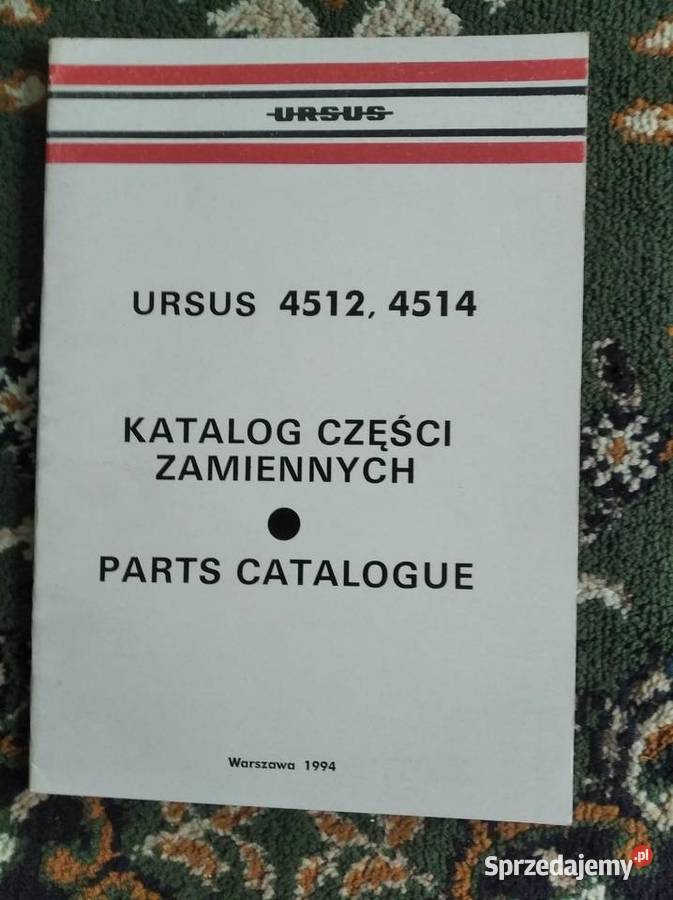 URSUS
URSUS 4512, 4514
KATALOG CZĘŚCI
ZAMIENNYCH
PARTS CATALOGUE
Warszawa 1994
Sprzedajemy.pl